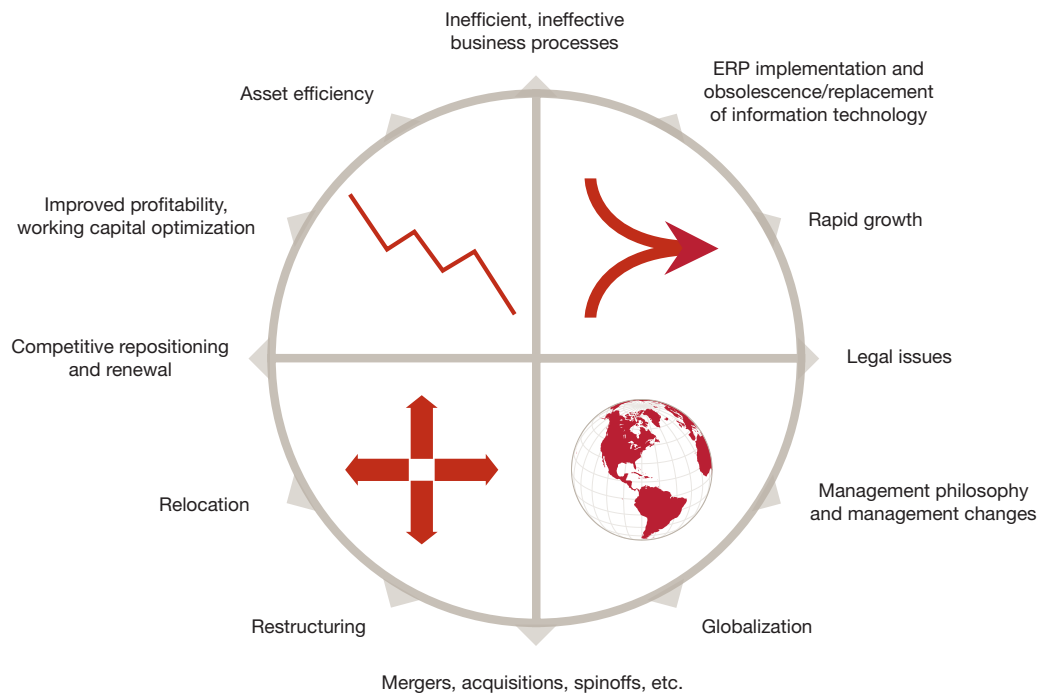 Inefficient, ineffective
business processes
ERP implementation and
obsolescence/replacement
of information technology
Asset efficiency
Improved profitability,
working capital optimization
Rapid growth
Competitive repositioning
and renewal
Legal issues
Relocation
Management philosophy
and management changes
Restructuring
Globalization
Mergers, acquisitions, spinoffs, etc.